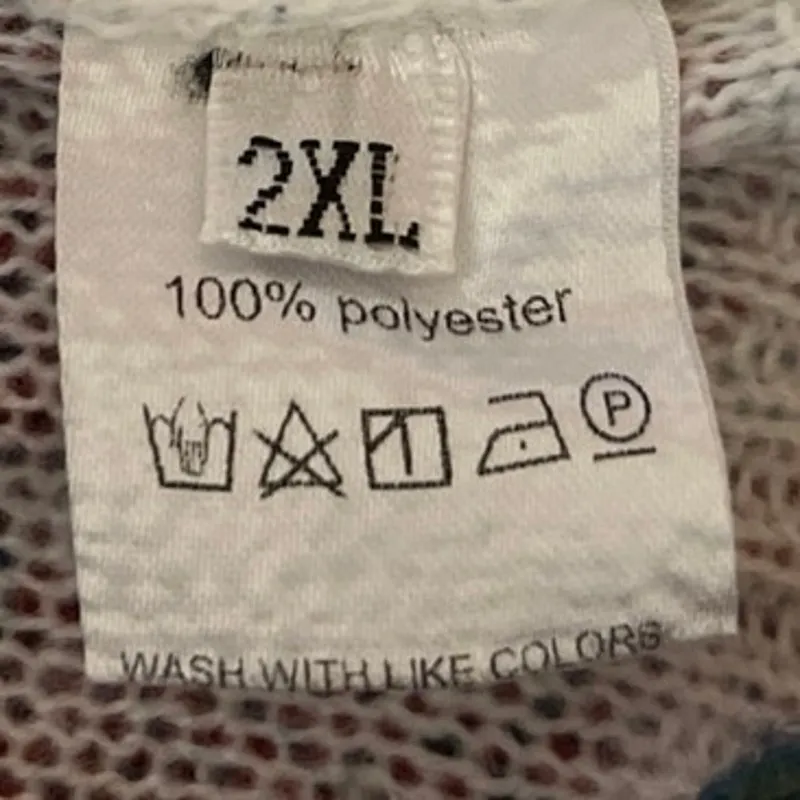 2XL
100% polyester
P
WASH WITH LIKE COLORS